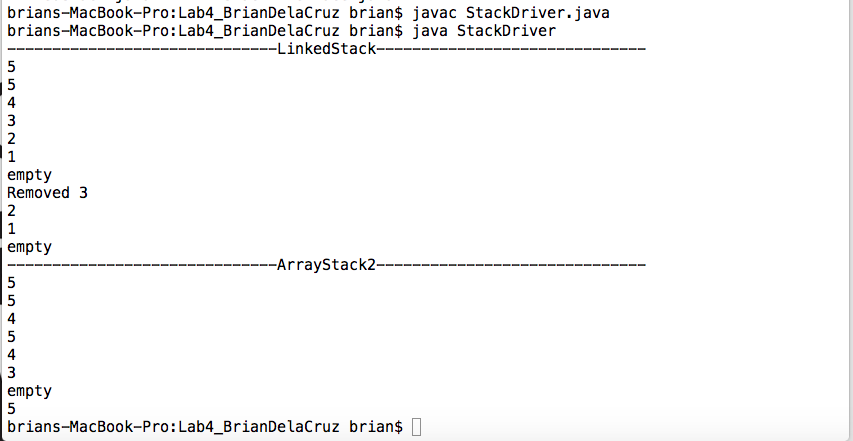 brians-MacBook-Pro:Lab4_BrianDelaCruz brian$ javac StackDriver.java
brians-MacBook-Pro:Lab4_BrianDelaCruz brian$ java StackDriver
------------------------------LinkedStack------------------------------
5
5
4
3
2
1
empty
Removed 3
2
1
empty
------------------------------ArrayStack2------------------------------
5
5
4
5
4
3
empty
5
brians-MacBook-Pro:Lab4_BrianDelaCruz brian$